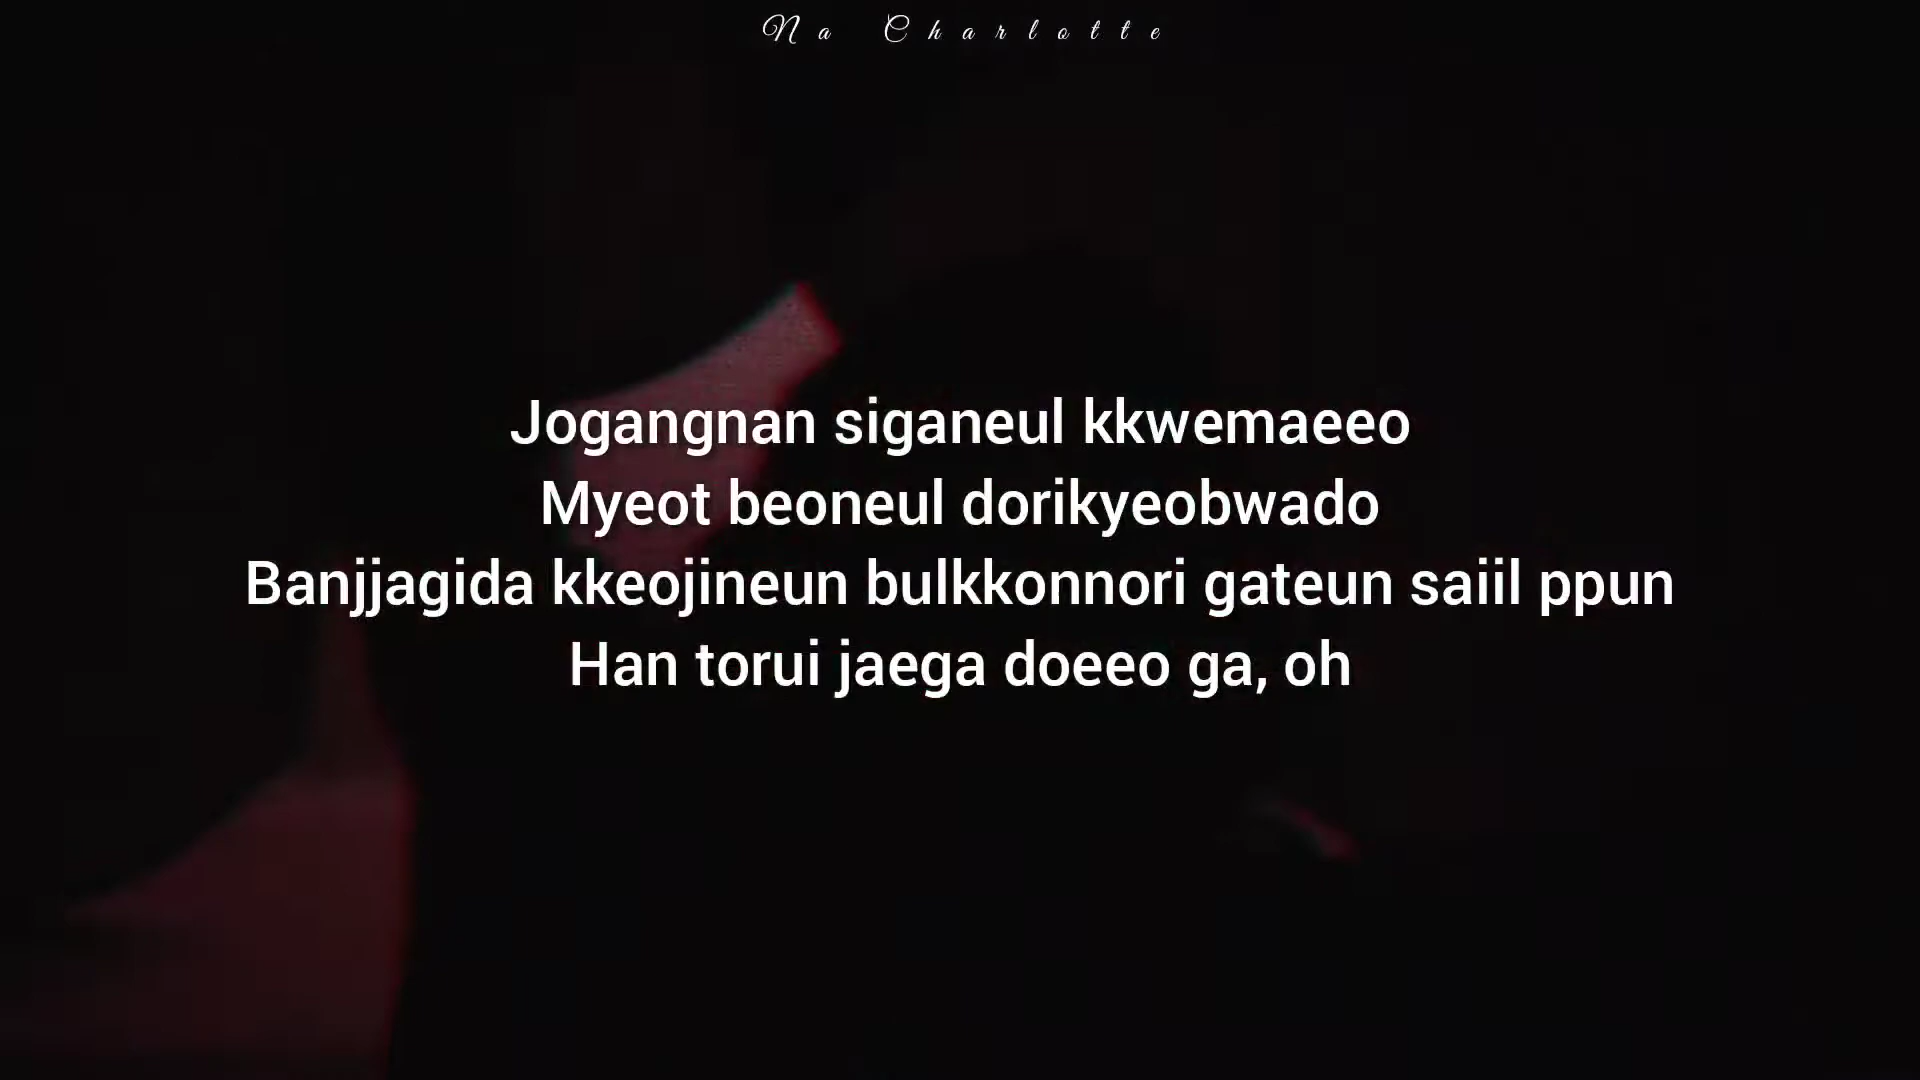 Na Charlotte
Jogangnan siganeul kkwemaeeo
Myeot beoneul dorikyeobwado
Banjjagida kkeojineun bulkkonnori gateun saiil ppun
Han torui jaega doeeo ga, oh